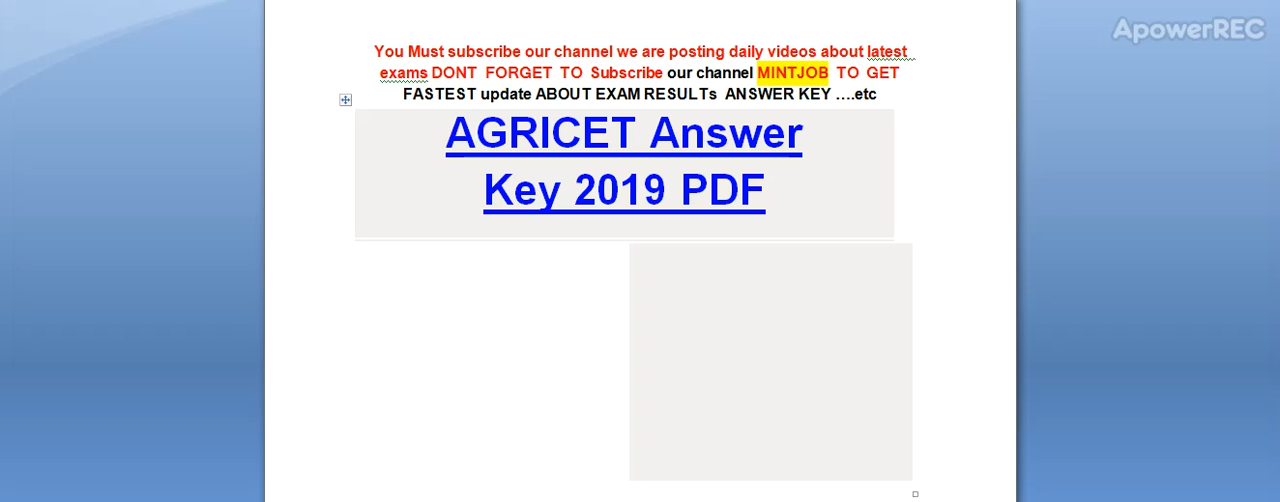 ApowerREC
You Must subscribe our channel we are posting daily videos about latest
exams DONT FORGET TO Subscribe our channel MINTJOB TO GET
FASTEST update ABOUT EXAM RESULTs ANSWER KEY ....etc
AGRICET Answer
Key 2019 PDF